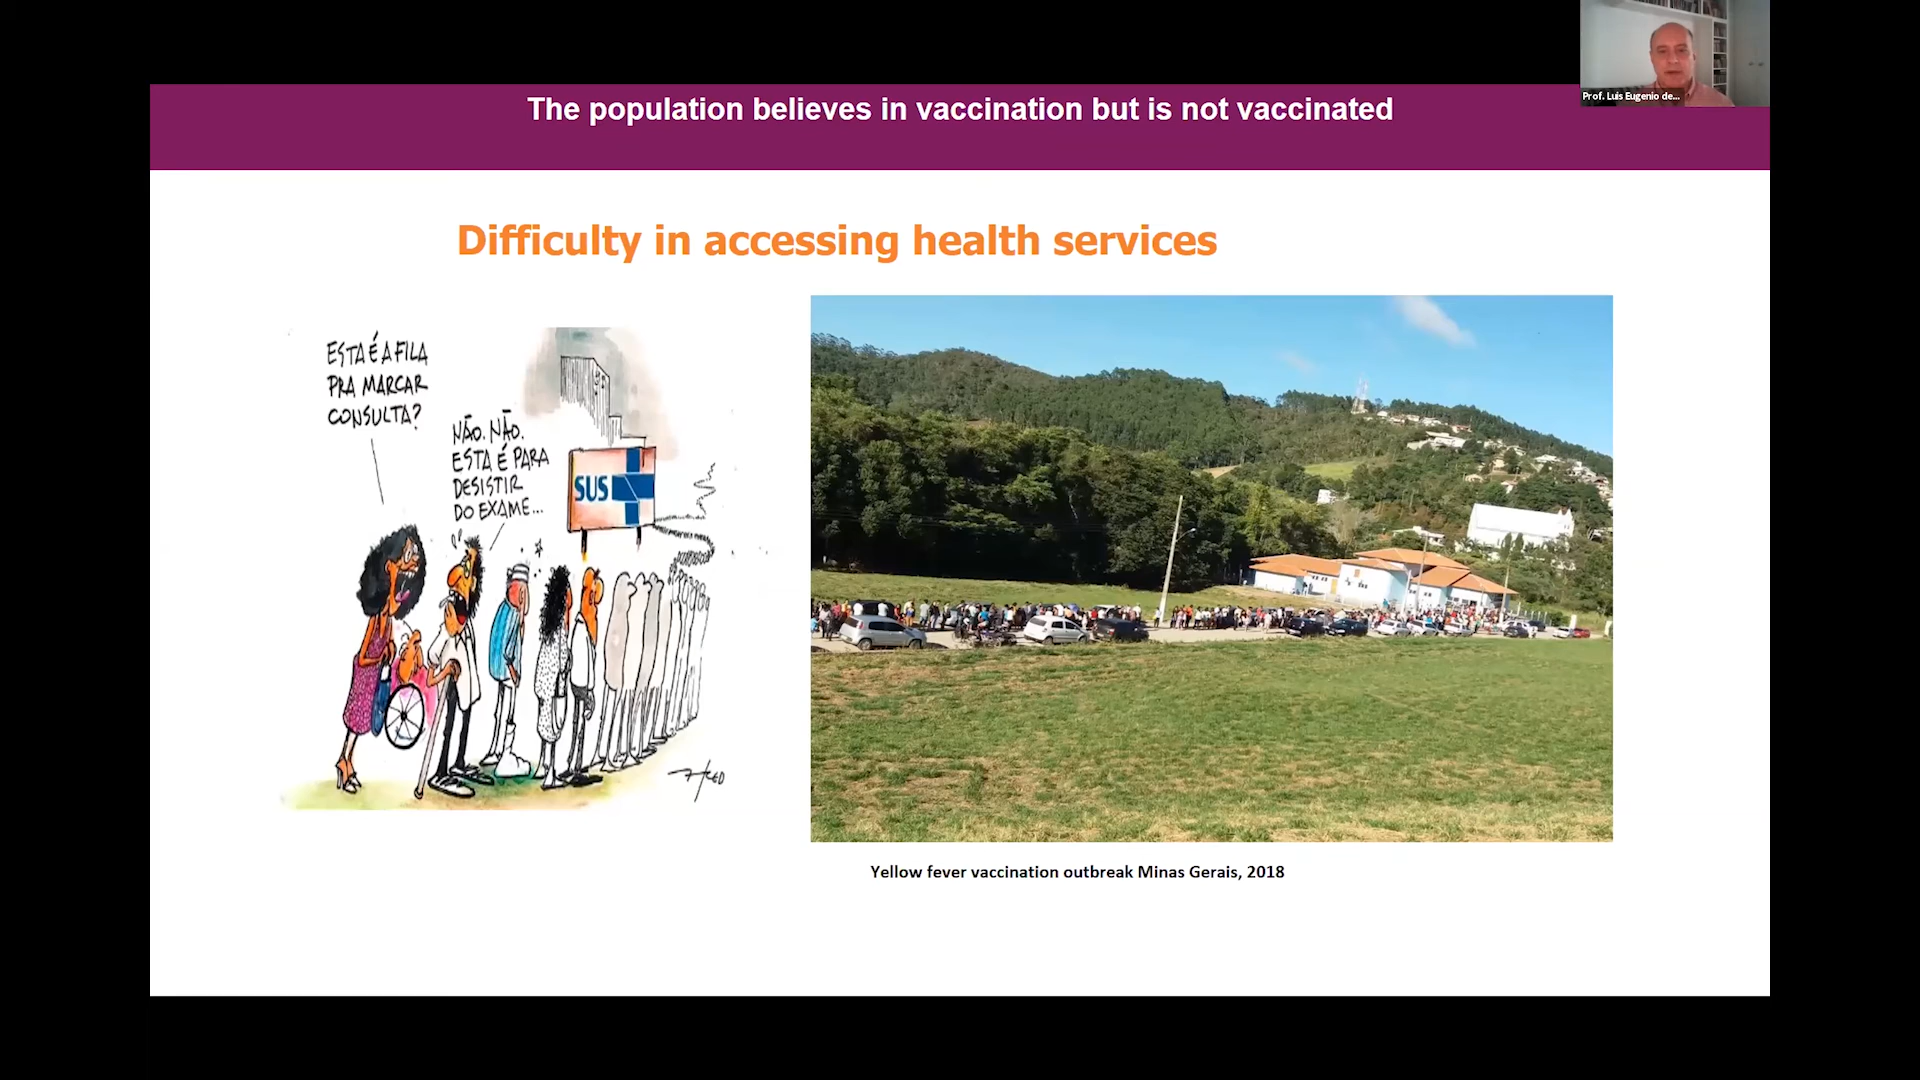 Prof. Luis Eugenio de...
The population believes in vaccination but is not vaccinated
Difficulty in accessing health services
ESTA É A FILA
PRA MARCAR
CONSULTA?
NÃO. NÃO.
ESTA É PARA
DESISTIR
DO EXAME...
SUS
Yellow fever vaccination outbreak Minas Gerais, 2018